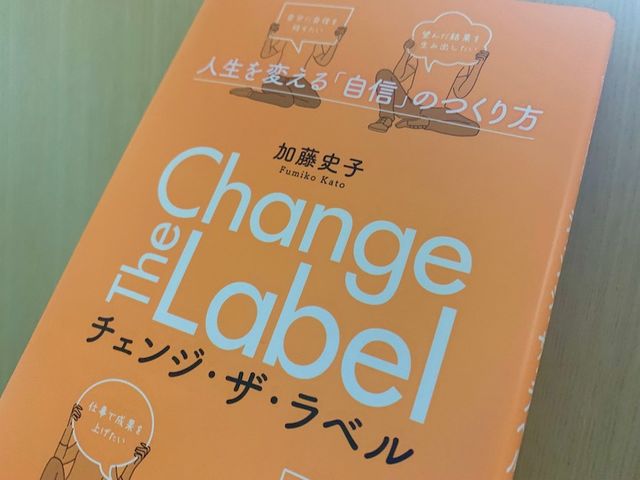 自分に自信を
持ちたい
望んだ結果を
生み出したい
人生を変える「自信」のつくり方
加藤史子
Fumiko Kato
Change
The Label
チェンジ・ザ・ラベル
仕事で成果を
上げたい